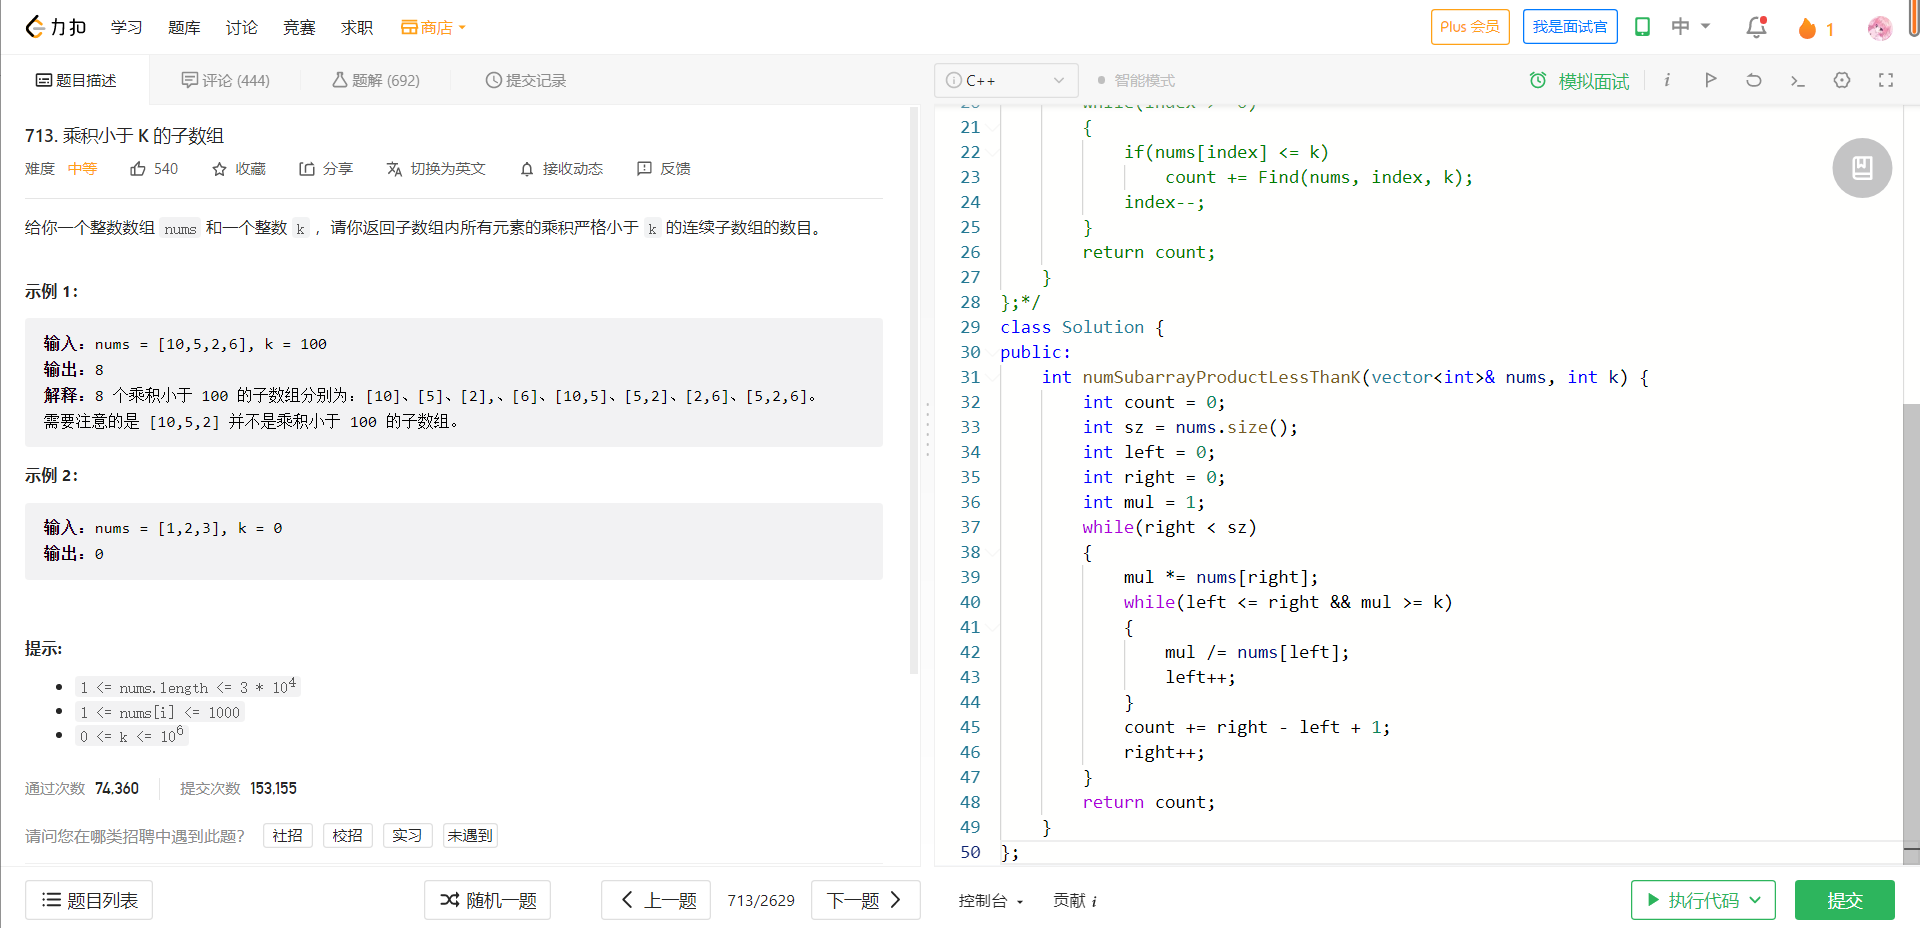 力扣 学习 题库 讨论 竞赛 求职 商店 Plus 会员 我是面试官 中 1
题目描述 评论 (444) 题解 (692) 提交记录
713. 乘积小于 K 的子数组
难度 中等 540 收藏 分享 切换为英文 接收动态 反馈
给你一个整数数组 nums 和一个整数 k ，请你返回子数组内所有元素的乘积严格小于 k 的连续子数组的数目。
示例 1：
输入：nums = [10,5,2,6], k = 100
输出：8
解释：8 个乘积小于 100 的子数组分别为：[10]、[5]、[2],、[6]、[10,5]、[5,2]、[2,6]、[5,2,6]。
需要注意的是 [10,5,2] 并不是乘积小于 100 的子数组。
示例 2：
输入：nums = [1,2,3], k = 0
输出：0
提示:
1 <= nums.length <= 3 * 10^4
1 <= nums[i] <= 1000
0 <= k <= 10^6
通过次数 74,360 提交次数 153,155
请问您在哪类招聘中遇到此题？ 社招 校招 实习 未遇到
题目列表 随机一题 上一题 713/2629 下一题
C++ 智能模式 模拟面试
20 while(index >= 0)
21 {
22 if(nums[index] <= k)
23 count += Find(nums, index, k);
24 index--;
25 }
26 return count;
27 }
28 };*/
29 class Solution {
30 public:
31 int numSubarrayProductLessThanK(vector<int>& nums, int k) {
32 int count = 0;
33 int sz = nums.size();
34 int left = 0;
35 int right = 0;
36 int mul = 1;
37 while(right < sz)
38 {
39 mul *= nums[right];
40 while(left <= right && mul >= k)
41 {
42 mul /= nums[left];
43 left++;
44 }
45 count += right - left + 1;
46 right++;
47 }
48 return count;
49 }
50 };
控制台 贡献 i 执行代码 提交